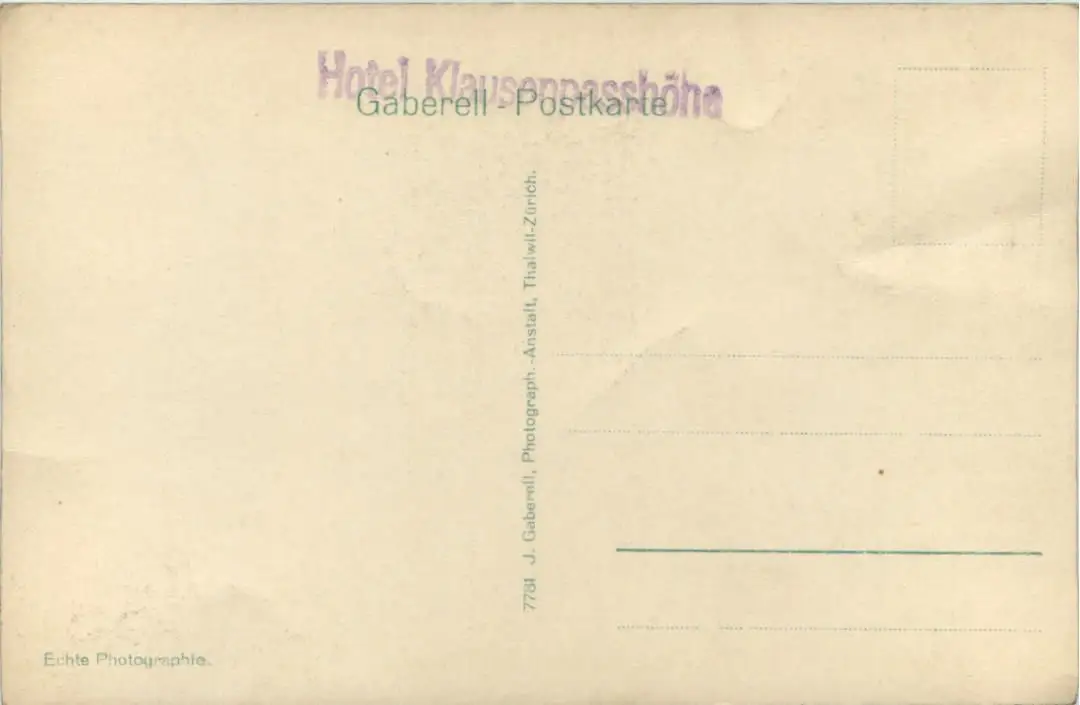 Hotel Klausenpasshöhe
Gaberell - Postkarte
7781 J. Gaberell, Photograph.-Anstalt, Thalwil-Zürich.
Echte Photographie.